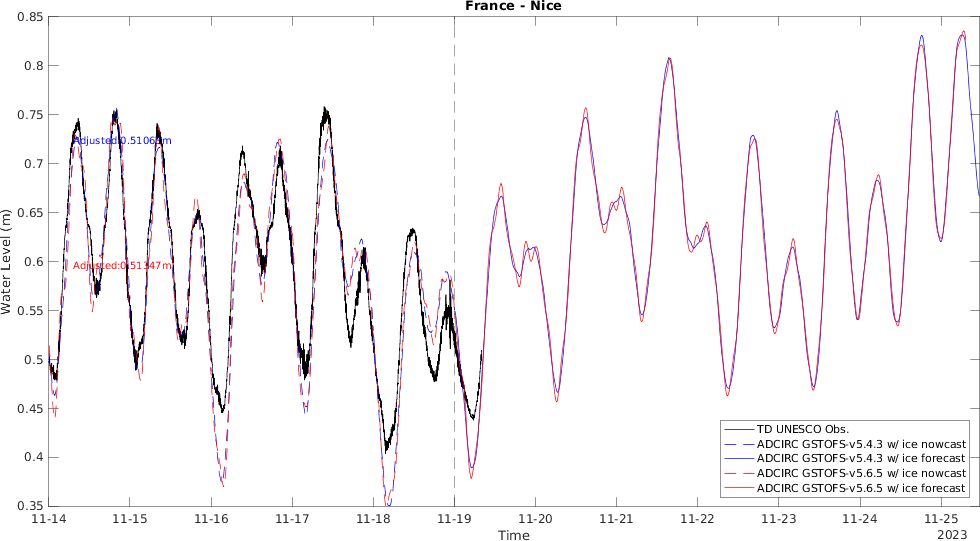 France - Nice
0.85
0.8
0.75
0.7
0.65
0.6
0.55
0.5
0.45
0.4
0.35
Water Level (m)
Adjusted:0.51347m
TD UNESCO Obs.
ADCIRC GSTOFS-v5.4.3 w/ ice nowcast
ADCIRC GSTOFS-v5.4.3 w/ ice forecast
ADCIRC GSTOFS-v5.6.5 w/ ice nowcast
ADCIRC GSTOFS-v5.6.5 w/ ice forecast
11-14 11-15 11-16 11-17 11-18 11-19 11-20 11-21 11-22 11-23 11-24 11-25
Time
2023